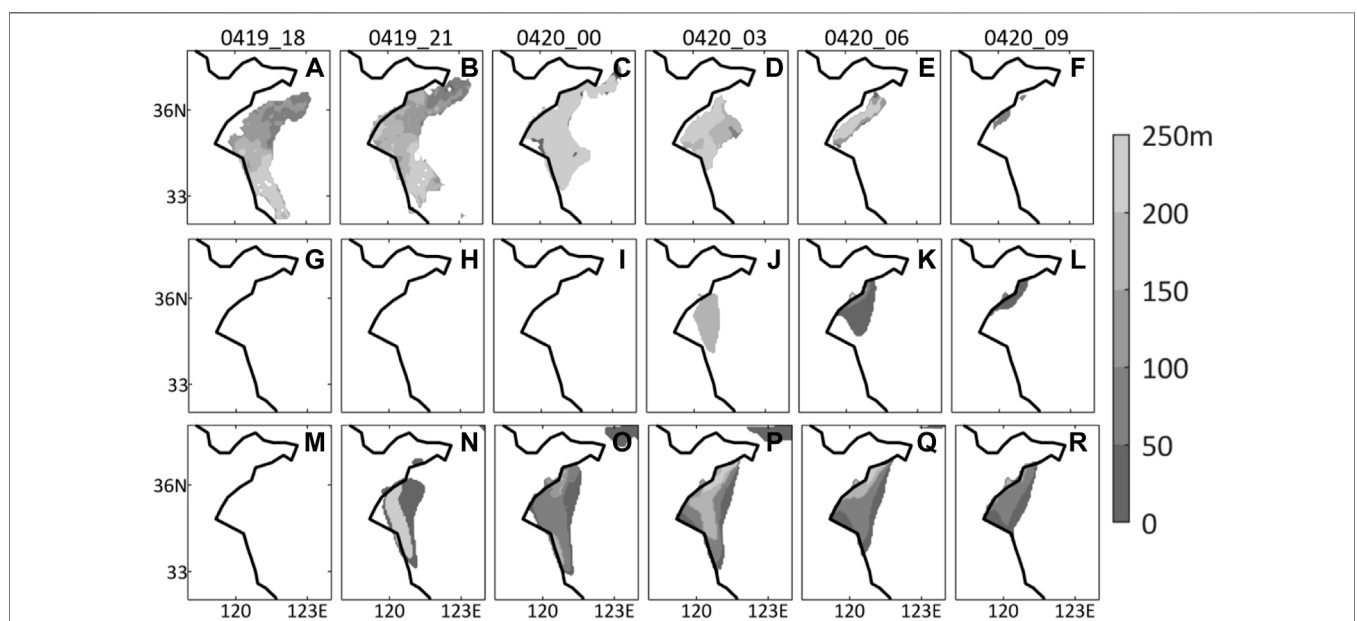 0419_18 0419_21 0420_00 0420_03 0420_06 0420_09
A B C D E F
36N
33
G H I J K L
36N
33
M N O P Q R
36N
33
120 123E 120 123E 120 123E 120 123E 120 123E 120 123E
250m
200
150
100
50
0